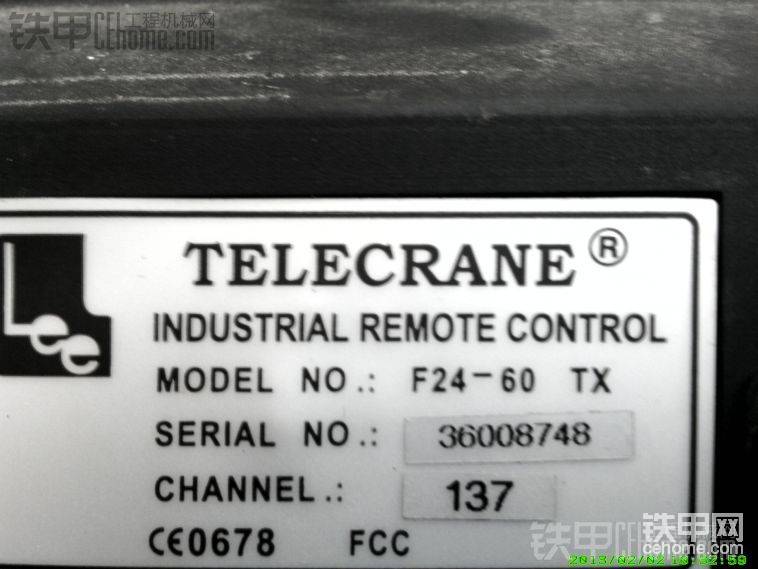 铁甲工程机械网
CEhome.com
TELECRANE®
INDUSTRIAL REMOTE CONTROL
Lee
MODEL NO.: F24-60 TX
SERIAL NO.: 36008748
CHANNEL.: 137
CE0678 FCC
铁甲网
cehome.com